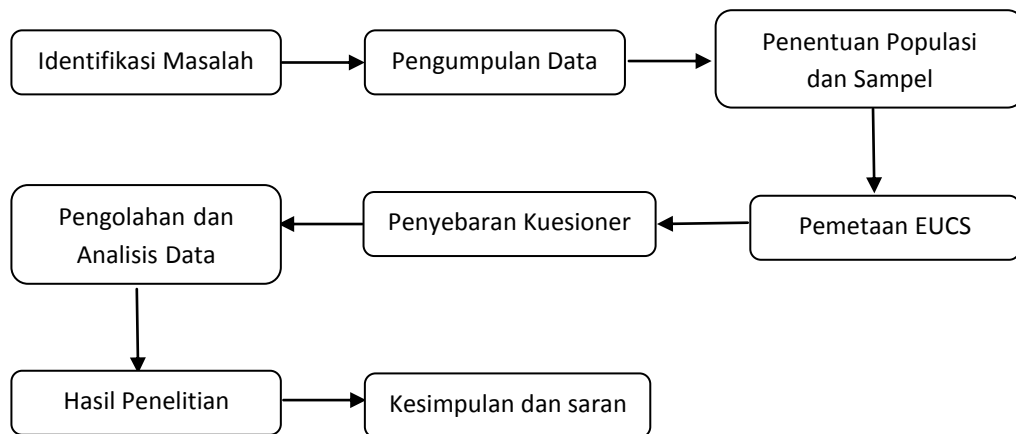 Identifikasi Masalah
Pengumpulan Data
Penentuan Populasi
dan Sampel
Pemetaan EUCS
Penyebaran Kuesioner
Pengolahan dan
Analisis Data
Hasil Penelitian
Kesimpulan dan saran